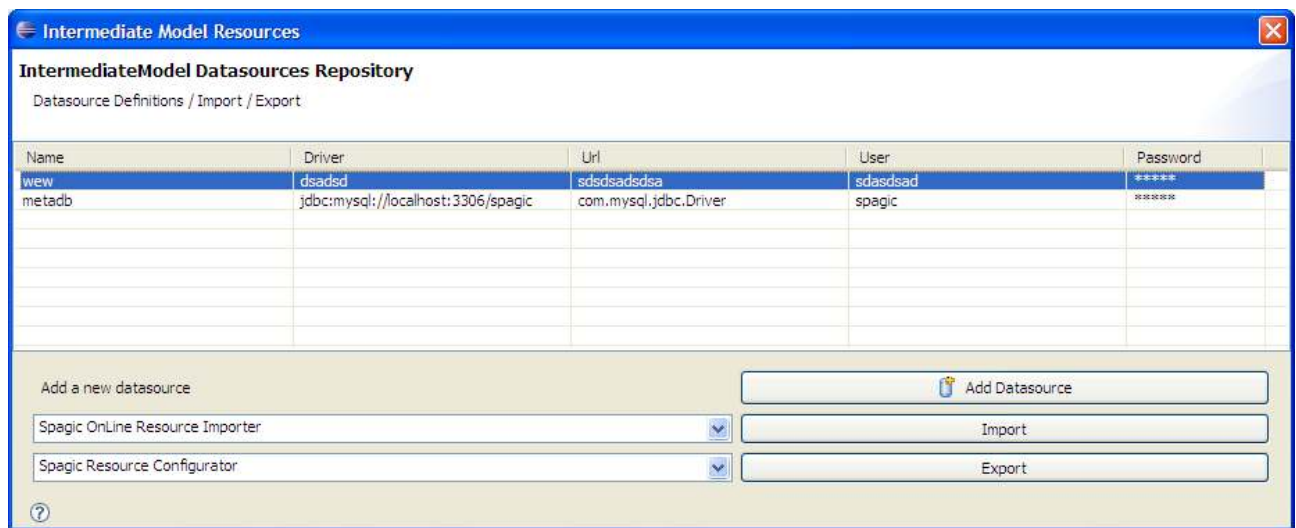 Intermediate Model Resources
IntermediateModel Datasources Repository
Datasource Definitions / Import / Export
Name Driver Url User Password
wew dsadsd sdsdsadsdsa sdasdsad *****
metadb jdbc:mysql://localhost:3306/spagic com.mysql.jdbc.Driver spagic *****
Add a new datasource Add Datasource
Spagic OnLine Resource Importer Import
Spagic Resource Configurator Export
?